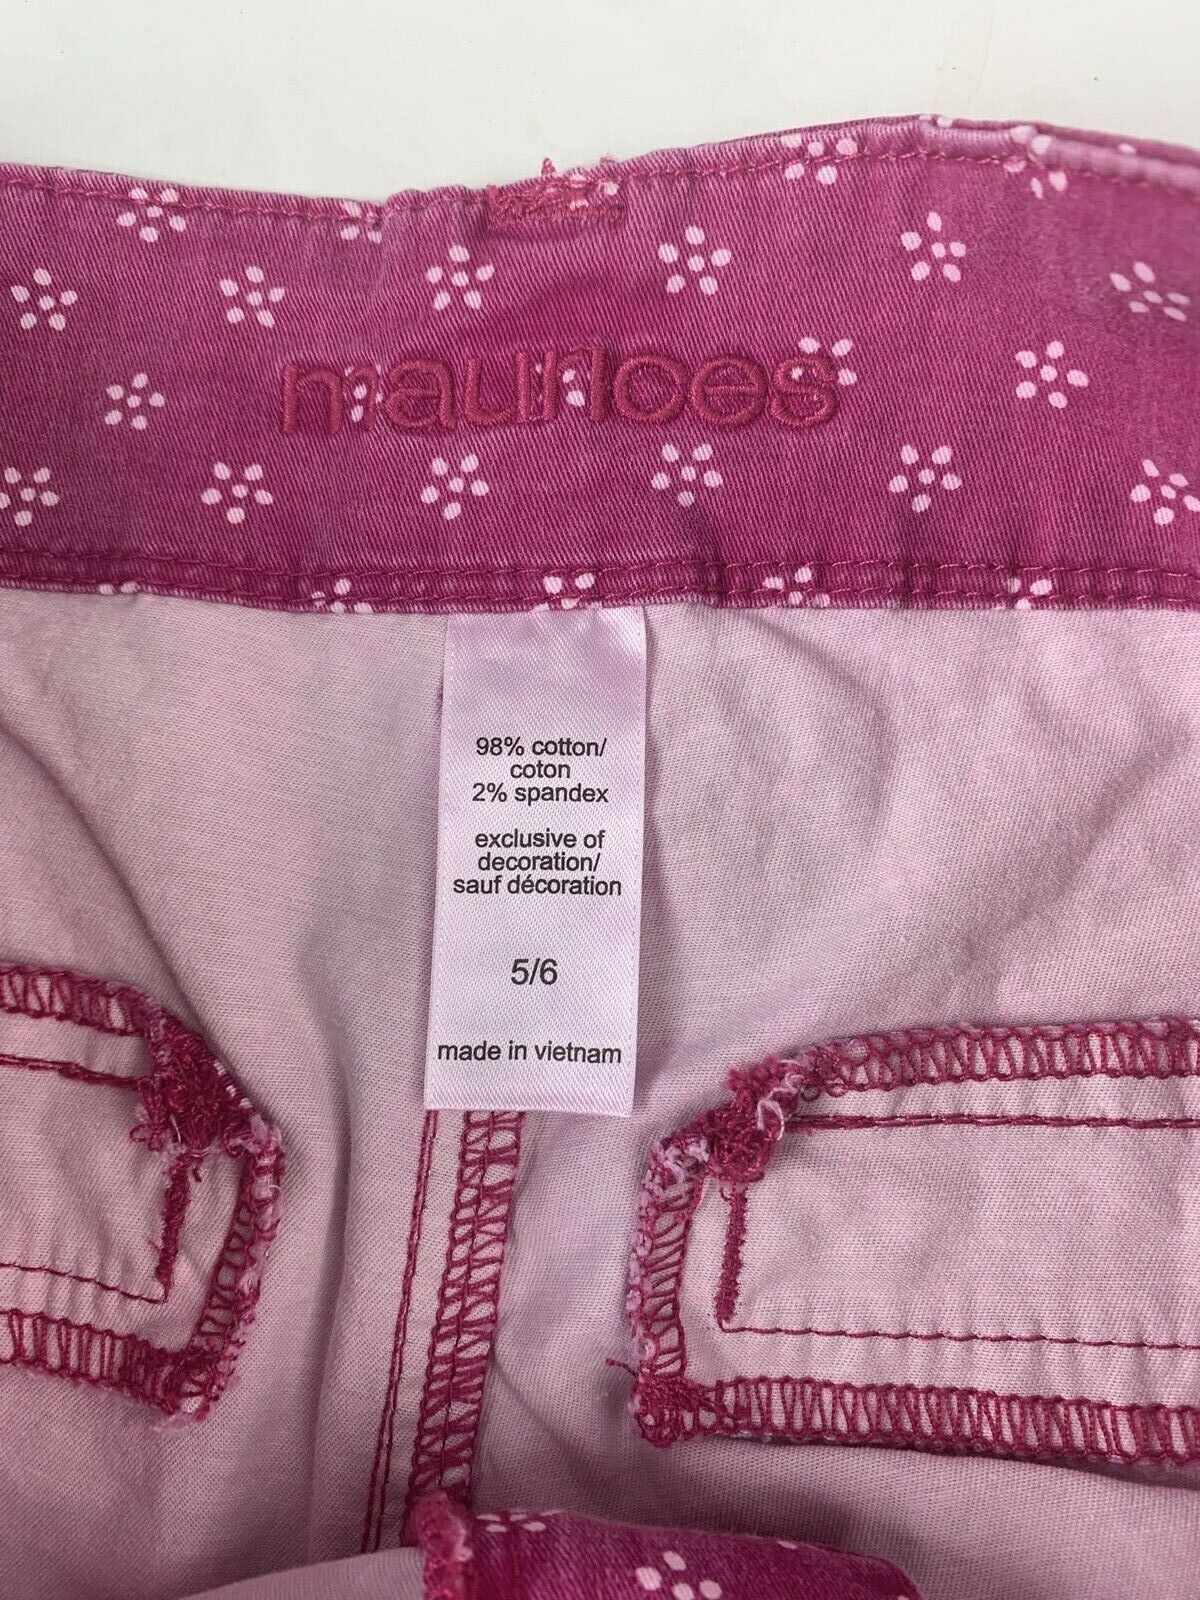 maurices
98% cotton/
coton
2% spandex
exclusive of
decoration/
sauf décoration
5/6
made in vietnam